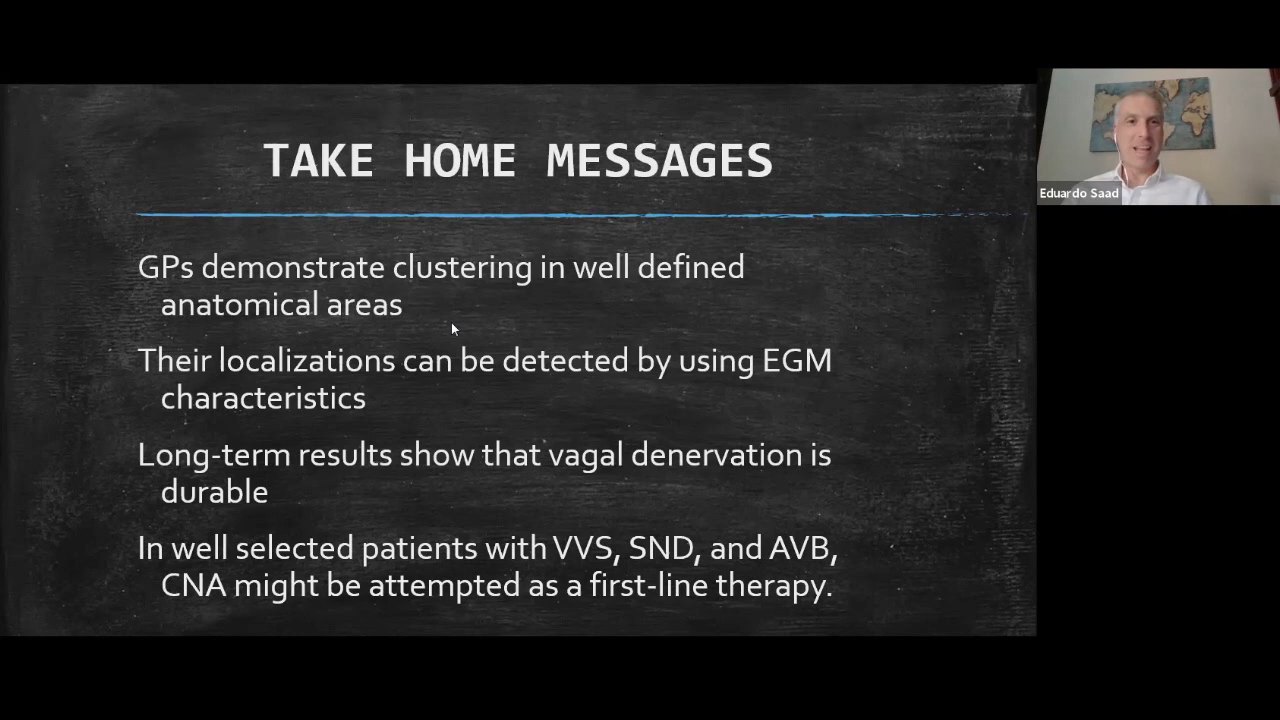 TAKE HOME MESSAGES
GPs demonstrate clustering in well defined
anatomical areas
Their localizations can be detected by using EGM
characteristics
Long-term results show that vagal denervation is
durable
In well selected patients with VVS, SND, and AVB,
CNA might be attempted as a first-line therapy.
Eduardo Saad